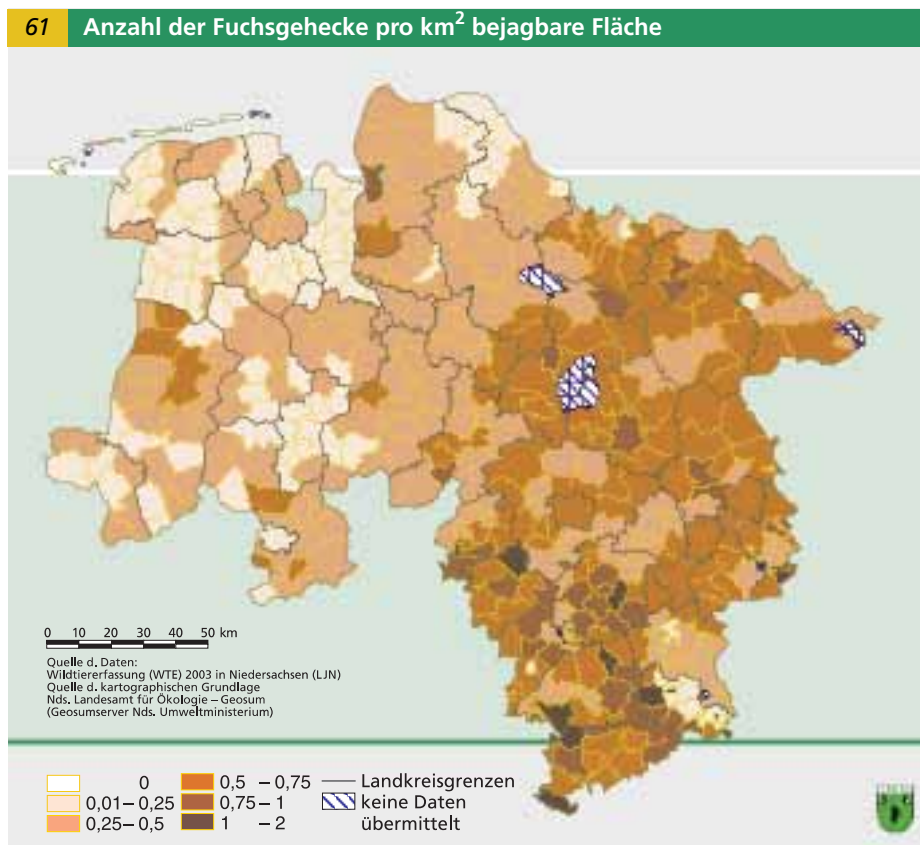 61 Anzahl der Fuchsgehecke pro km² bejagbare Fläche
0 10 20 30 40 50 km
Quelle d. Daten:
Wildtiererfassung (WTE) 2003 in Niedersachsen (LJN)
Quelle d. kartographischen Grundlage
Nds. Landesamt für Ökologie – Geosum
(Geosumserver Nds. Umweltministerium)
0
0,01– 0,25
0,25– 0,5
0,5 – 0,75
0,75 – 1
1 – 2
Landkreisgrenzen
keine Daten
übermittelt